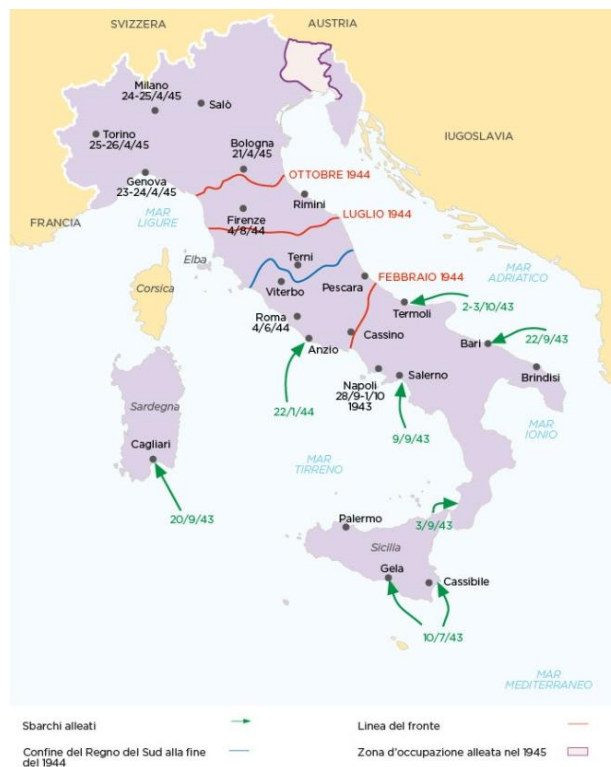 SVIZZERA
AUSTRIA
Milano
24-25/4/45
Salò
Torino
25-26/4/45
Bologna
21/4/45
IUGOSLAVIA
Genova
23-24/4/45
OTTOBRE 1944
Rimini
FRANCIA
MAR
LIGURE
Firenze
4/8/44
LUGLIO 1944
Elba
Terni
Viterbo
FEBBRAIO 1944
Pescara
MAR
ADRIATICO
Corsica
Roma
4/6/44
Termoli
2-3/10/43
Anzio
Cassino
Bari
22/9/43
22/1/44
Napoli
28/9-1/10
1943
Salerno
Brindisi
Sardegna
9/9/43
MAR
IONIO
Cagliari
MAR
TIRRENO
20/9/43
Palermo
3/9/43
Sicilia
Gela
Cassibile
10/7/43
MAR
MEDITERRANEO
Sbarchi alleati
Linea del fronte
Confine del Regno del Sud alla fine
del 1944
Zona d'occupazione alleata nel 1945